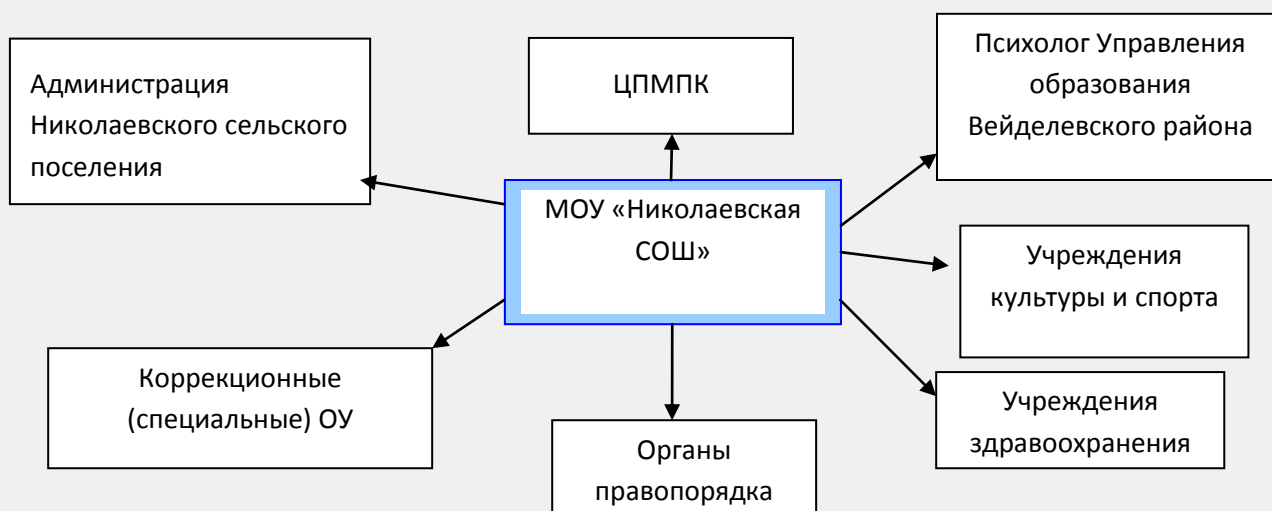 Администрация
Николаевского сельского
поселения
ЦПМПК
Психолог Управления
образования
Вейделевского района
МОУ «Николаевская
СОШ»
Учреждения
культуры и спорта
Коррекционные
(специальные) ОУ
Органы
правопорядка
Учреждения
здравоохранения